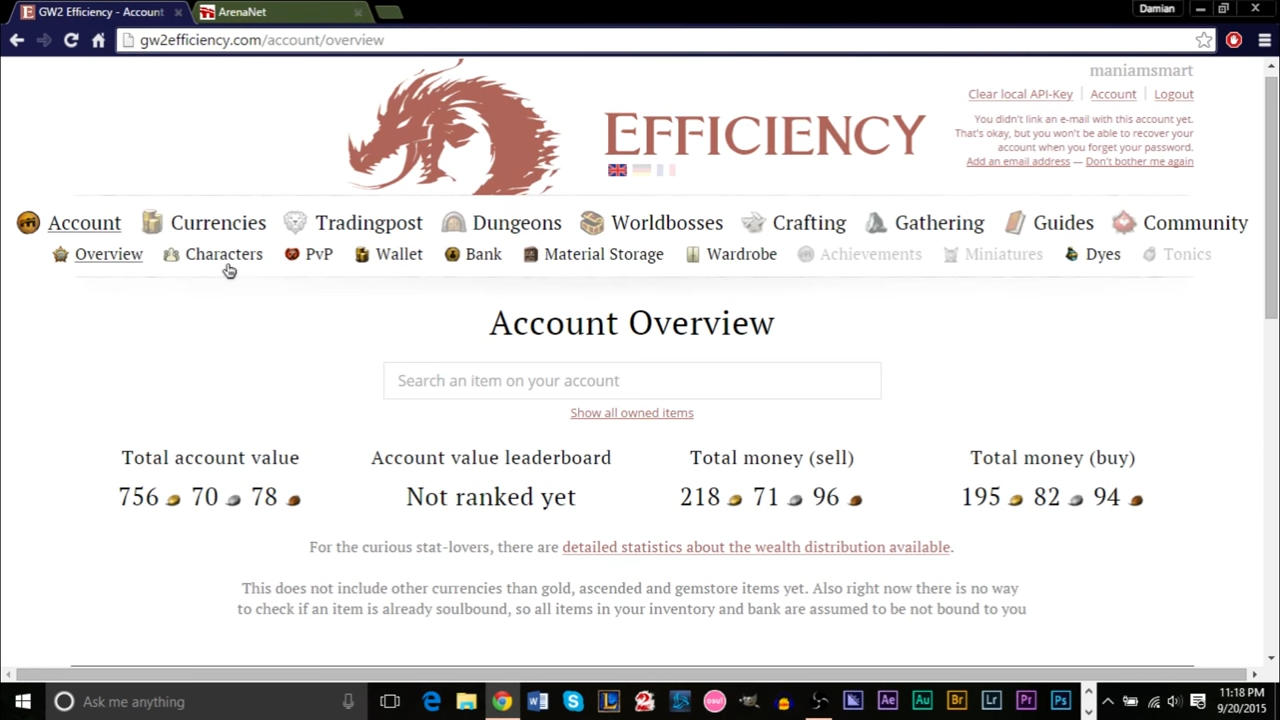 GW2 Efficiency - Account
ArenaNet
Damian
gw2efficiency.com/account/overview
maniamsmart
Clear local API-Key | Account | Logout
You didn't link an e-mail with this account yet.
That's okay, but you won't be able to recover your
account when you forget your password.
Add an email address — Don't bother me again
EFFICIENCY
Account Currencies Tradingpost Dungeons Worldbosses Crafting Gathering Guides Community
Overview Characters PvP Wallet Bank Material Storage Wardrobe Achievements Miniatures Dyes Tonics
Account Overview
Search an item on your account
Show all owned items
Total account value Account value leaderboard Total money (sell) Total money (buy)
756 70 78 Not ranked yet 218 71 96 195 82 94
For the curious stat-lovers, there are detailed statistics about the wealth distribution available.
This does not include other currencies than gold, ascended and gemstore items yet. Also right now there is no way
to check if an item is already soulbound, so all items in your inventory and bank are assumed to be not bound to you
Ask me anything
osu!
Ae Au Br Lr Pr Ps
11:18 PM
9/20/2015